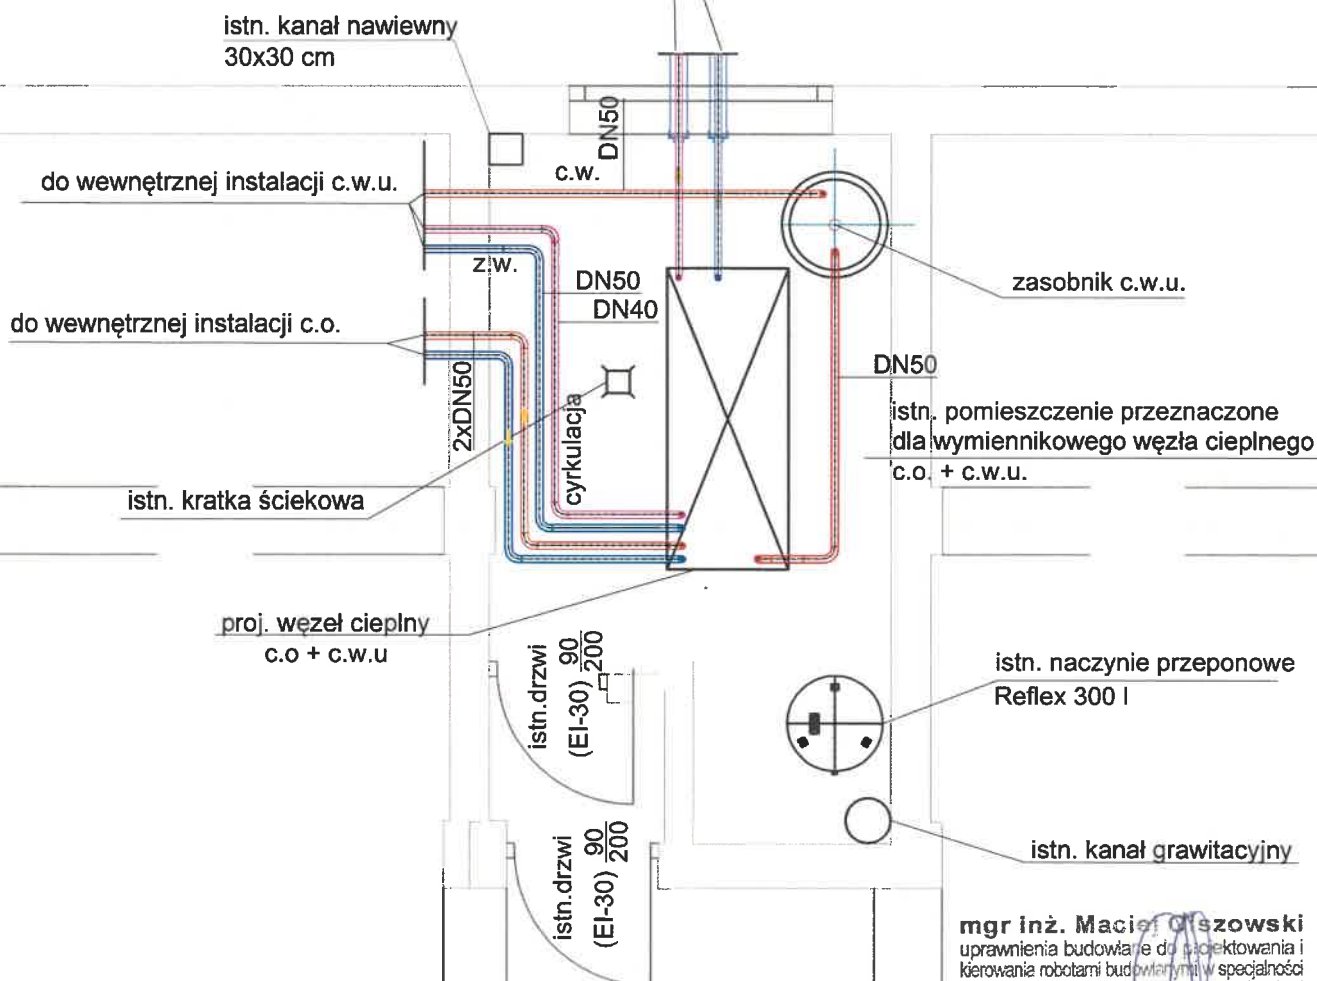 istn. kanał nawiewny
30x30 cm
DN50
c.w.
do wewnętrznej instalacji c.w.u.
z.w.
DN50
DN40
zasobnik c.w.u.
do wewnętrznej instalacji c.o.
2xDN50
cyrkulacja
DN50
istn. pomieszczenie przeznaczone
dla wymiennikowego węzła cieplnego
c.o. + c.w.u.
istn. kratka ściekowa
proj. węzeł cieplny
c.o + c.w.u
istn.drzwi
(EI-30) 90
200
istn. naczynie przeponowe
Reflex 300 l
istn.drzwi
(EI-30) 90
200
istn. kanał grawitacyjny
mgr inż. Maciej
uprawnienia budowlane do projektowania i
kierowania robotami budowlanymi w specjalności